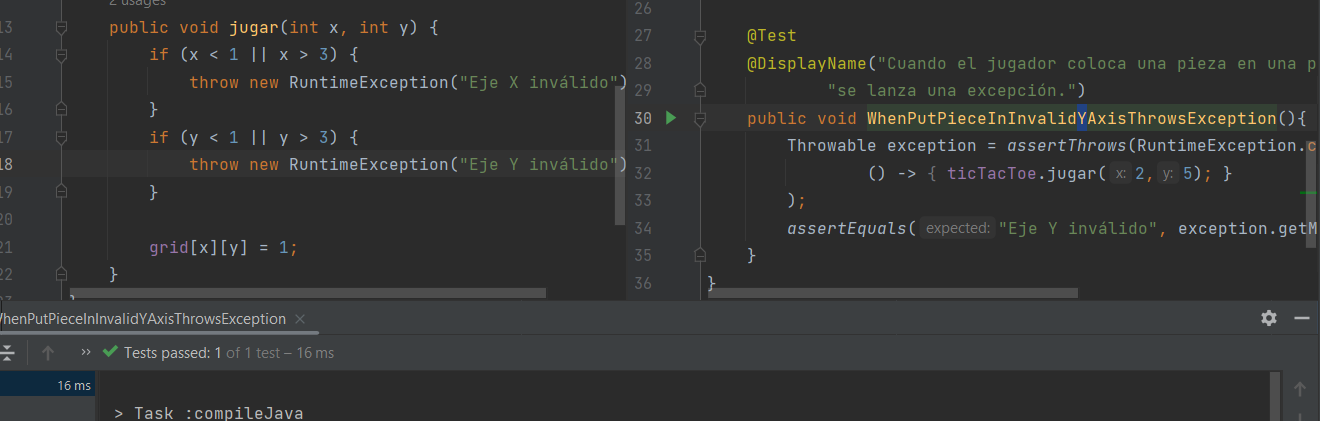 2 usages
13 public void jugar(int x, int y) {
14 if (x < 1 || x > 3) {
15 throw new RuntimeException("Eje X inválido")
16 }
17 if (y < 1 || y > 3) {
18 throw new RuntimeException("Eje Y inválido")
19 }
20
21 grid[x][y] = 1;
22 }
23 }
26
27 @Test
28 @DisplayName("Cuando el jugador coloca una pieza en una p
29 "se lanza una excepción.")
30 public void WhenPutPieceInInvalidYAxisThrowsException(){
31 Throwable exception = assertThrows(RuntimeException.c
32 () -> { ticTacToe.jugar( x: 2, y: 5); }
33 );
34 assertEquals( expected: "Eje Y inválido", exception.getM
35 }
36 }
WhenPutPieceInInvalidYAxisThrowsException ×
» Tests passed: 1 of 1 test – 16 ms
16 ms
> Task :compileJava